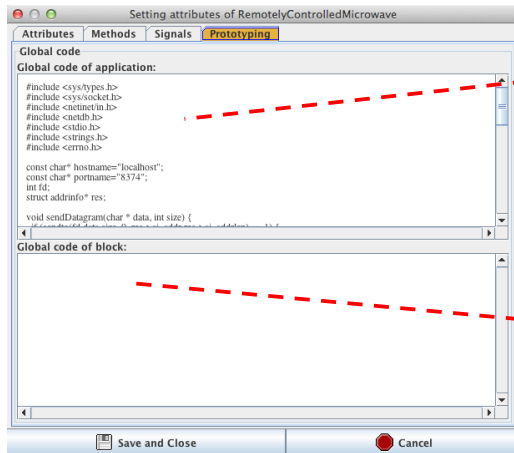 Setting attributes of RemotelyControlledMicrowave
Attributes Methods Signals Prototyping
Global code
Global code of application:
#include <sys/types.h>
#include <sys/socket.h>
#include <netinet/in.h>
#include <netdb.h>
#include <stdio.h>
#include <strings.h>
#include <errno.h>
const char* hostname="localhost";
const char* portname="8374";
int fd;
struct addrinfo* res;
void sendDatagram(char * data, int size) {
Global code of block:
Save and Close Cancel